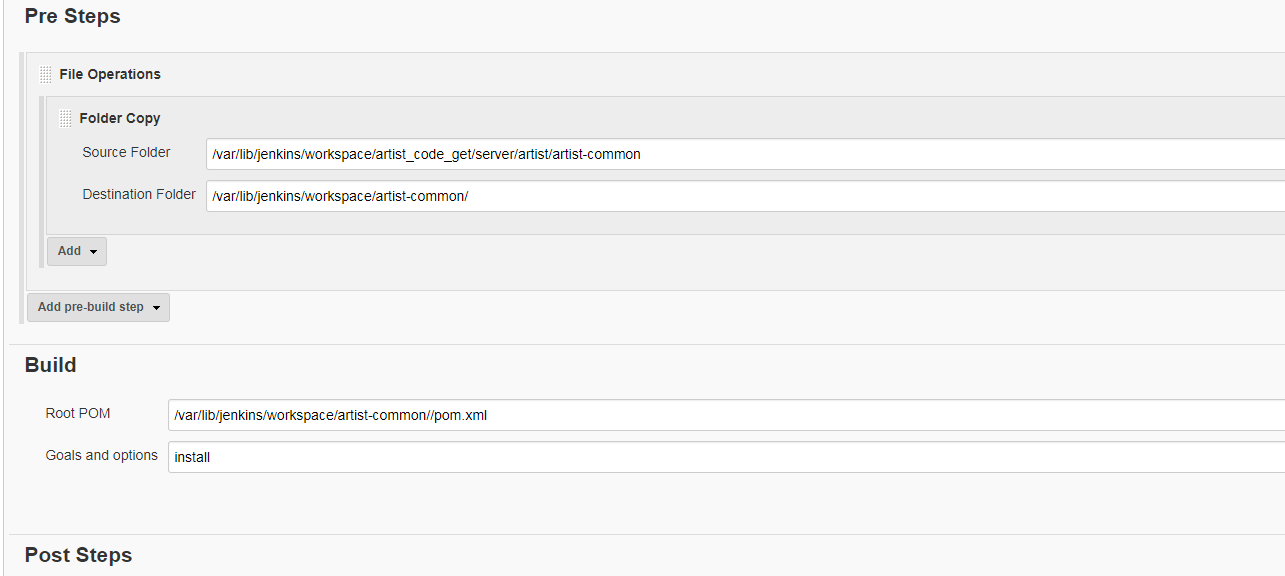 Pre Steps
File Operations
Folder Copy
Source Folder /var/lib/jenkins/workspace/artist_code_get/server/artist/artist-common
Destination Folder /var/lib/jenkins/workspace/artist-common/
Add
Add pre-build step
Build
Root POM /var/lib/jenkins/workspace/artist-common//pom.xml
Goals and options install
Post Steps